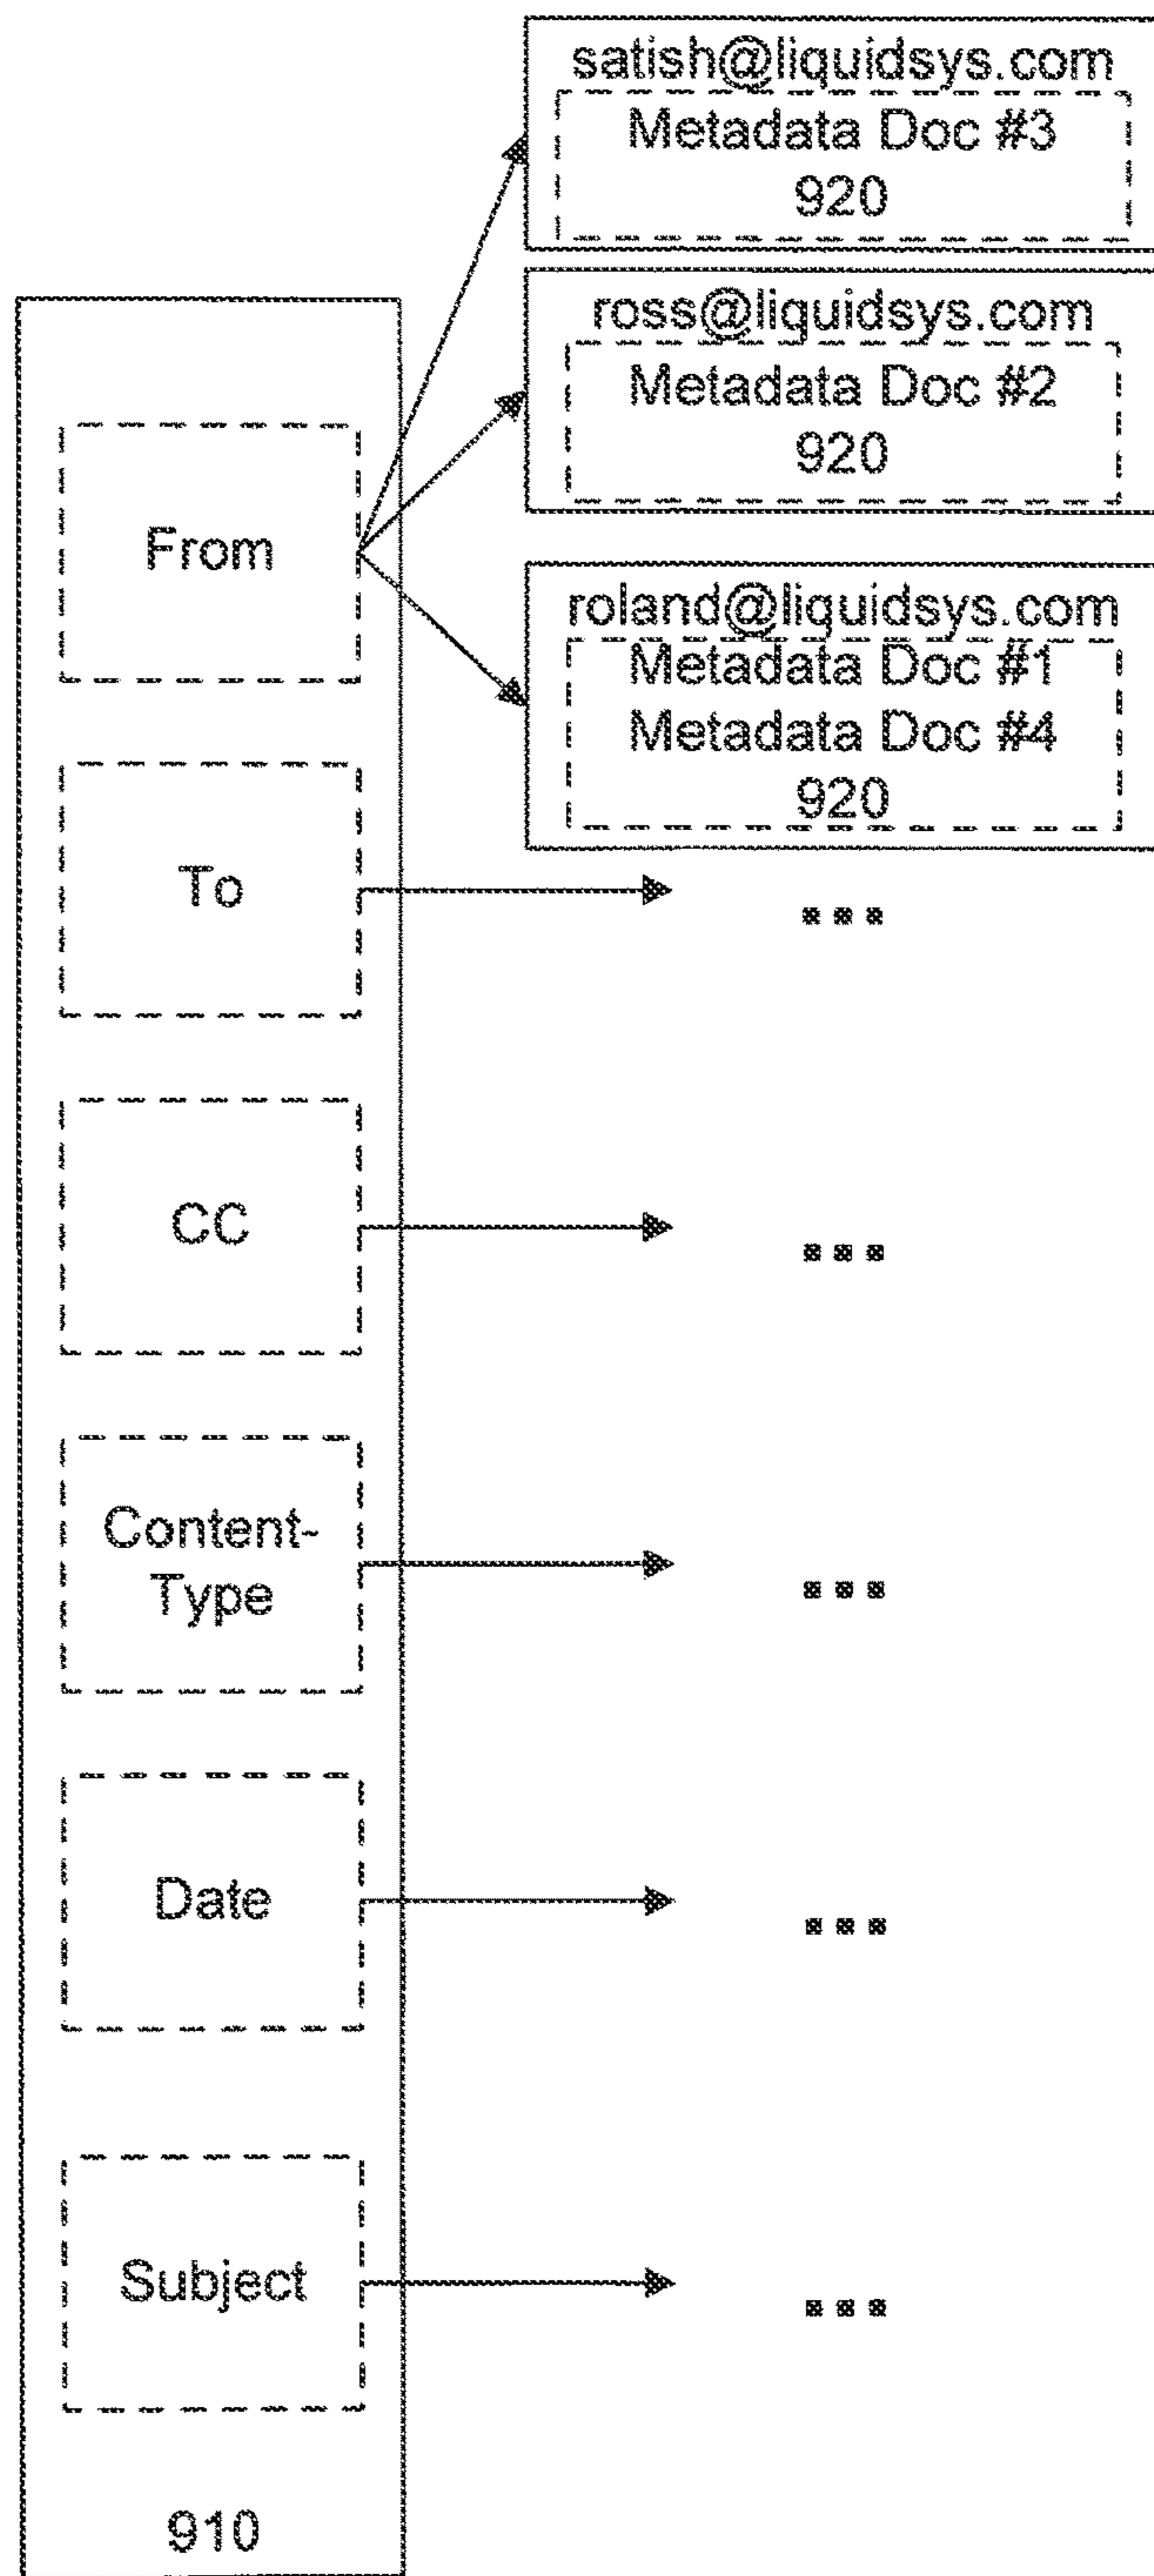 satish@liquidsys.com
Metadata Doc #3
920
ross@liquidsys.com
Metadata Doc #2
920
From
roland@liquidsys.com
Metadata Doc #1
Metadata Doc #4
920
To
...
CC
...
Content-
Type
...
Date
...
Subject
...
910